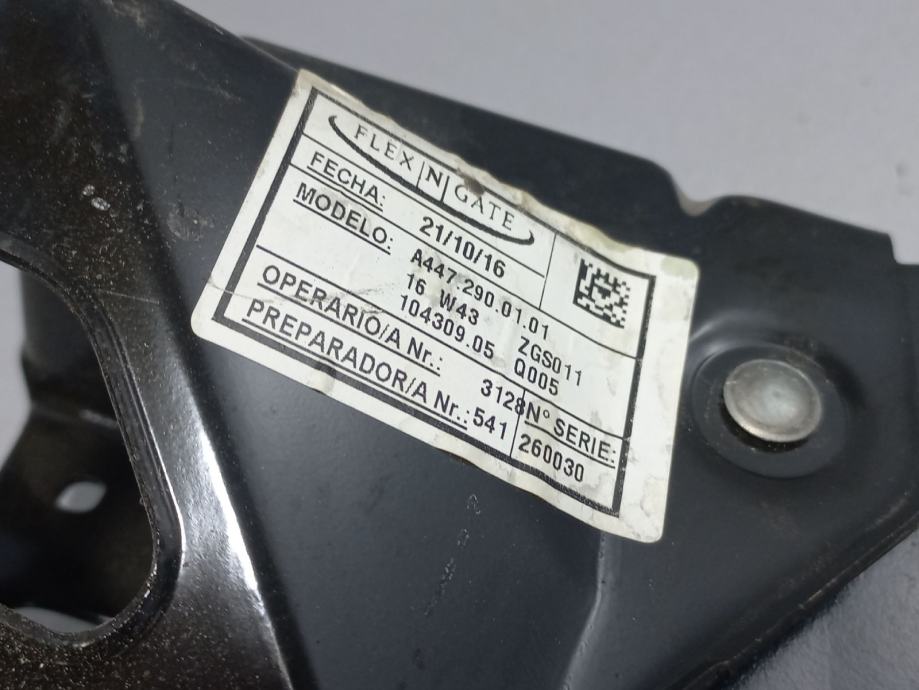 FLEX N GATE
FECHA: 21/10/16
MODELO: A447.290.01.01
16 W43 ZGS011
104309.05 Q005
OPERARIO/A Nr.: 3128 Nº SERIE:
PREPARADOR/A Nr.: 541 260030